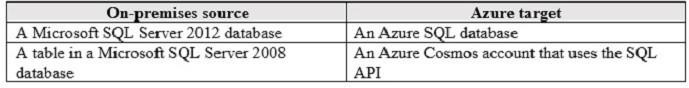 On-premises source Azure target
A Microsoft SQL Server 2012 database An Azure SQL database
A table in a Microsoft SQL Server 2008 An Azure Cosmos account that uses the SQL
database API